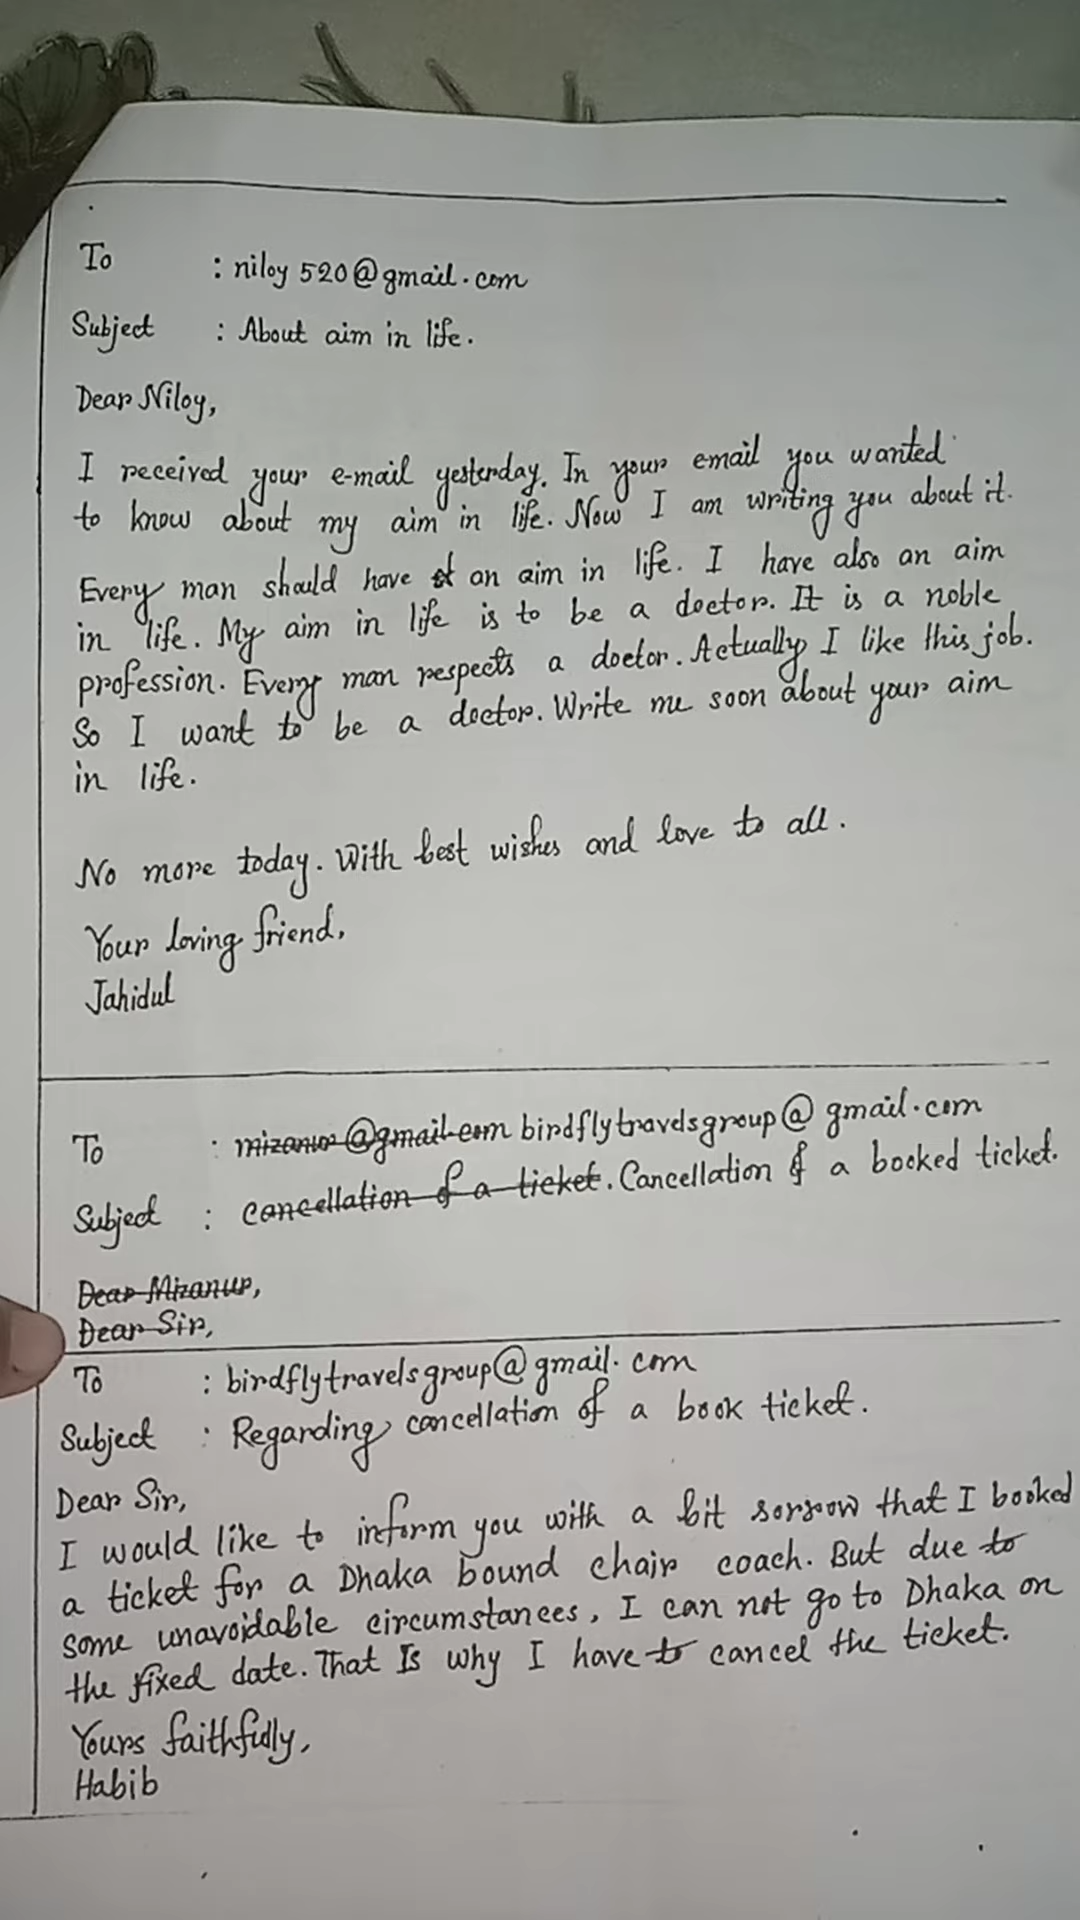 To : niloy 520@gmail.com
Subject : About aim in life.
Dear Niloy,
I received your e-mail yesterday. In your email you wanted
to know about my aim in life. Now I am writing you about it.
Every man should have an aim in life. I have also an aim
in life. My aim in life is to be a doctor. It is a noble
profession. Every man respects a doctor. Actually I like this job.
So I want to be a doctor. Write me soon about your aim
in life.
No more today. With best wishes and love to all.
Your loving friend,
Jahidul
To : mizanur@gmail.com birdflytravelsgroup@gmail.com
Subject : cancellation of a ticket. Cancellation of a booked ticket.
Dear Mizanur,
Dear Sir,
To : birdflytravelsgroup@gmail.com
Subject : Regarding cancellation of a book ticket.
Dear Sir,
I would like to inform you with a bit sorrow that I booked
a ticket for a Dhaka bound chair coach. But due to
some unavoidable circumstances, I can not go to Dhaka on
the fixed date. That Is why I have to cancel the ticket.
Yours faithfully,
Habib